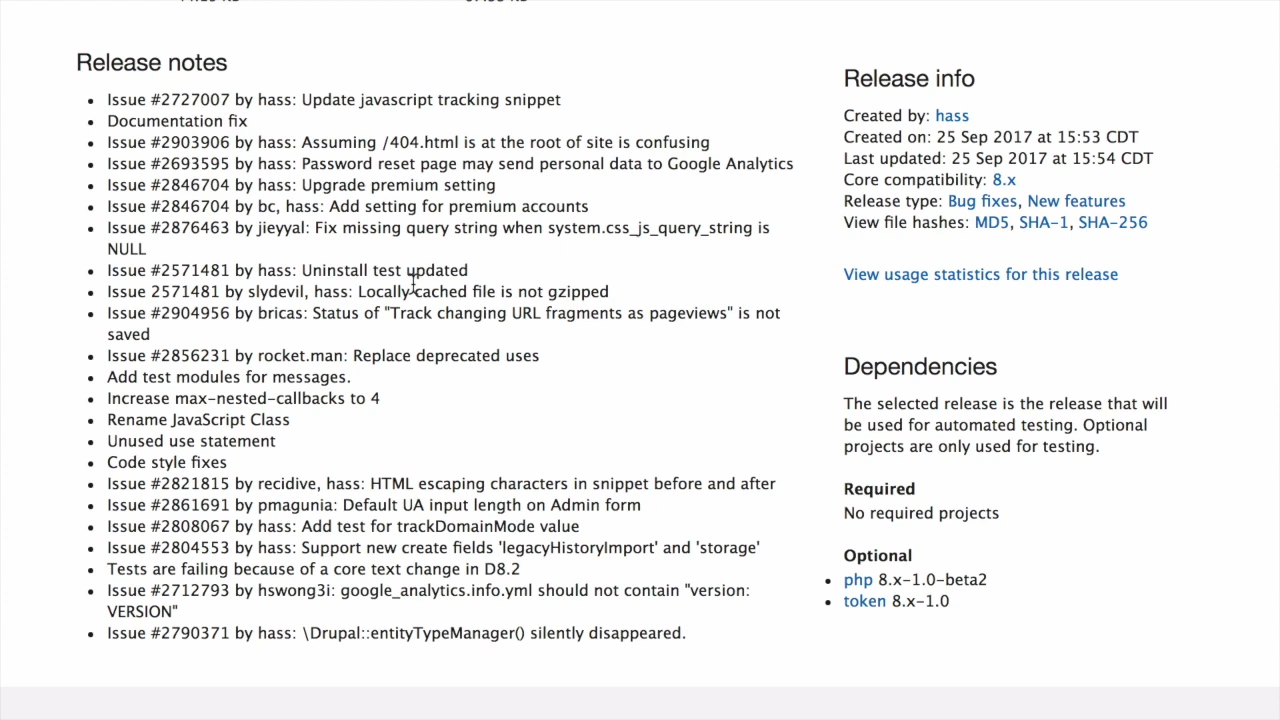 Release notes
Issue #2727007 by hass: Update javascript tracking snippet
Documentation fix
Issue #2903906 by hass: Assuming /404.html is at the root of site is confusing
Issue #2693595 by hass: Password reset page may send personal data to Google Analytics
Issue #2846704 by hass: Upgrade premium setting
Issue #2846704 by bc, hass: Add setting for premium accounts
Issue #2876463 by jieyyal: Fix missing query string when system.css_js_query_string is
NULL
Issue #2571481 by hass: Uninstall test updated
Issue 2571481 by slydevil, hass: Locally cached file is not gzipped
Issue #2904956 by bricas: Status of "Track changing URL fragments as pageviews" is not
saved
Issue #2856231 by rocket.man: Replace deprecated uses
Add test modules for messages.
Increase max-nested-callbacks to 4
Rename JavaScript Class
Unused use statement
Code style fixes
Issue #2821815 by recidive, hass: HTML escaping characters in snippet before and after
Issue #2861691 by pmagunia: Default UA input length on Admin form
Issue #2808067 by hass: Add test for trackDomainMode value
Issue #2804553 by hass: Support new create fields 'legacyHistoryImport' and 'storage'
Tests are failing because of a core text change in D8.2
Issue #2712793 by hswong3i: google_analytics.info.yml should not contain "version:
VERSION"
Issue #2790371 by hass: \Drupal::entityTypeManager() silently disappeared.
Release info
Created by: hass
Created on: 25 Sep 2017 at 15:53 CDT
Last updated: 25 Sep 2017 at 15:54 CDT
Core compatibility: 8.x
Release type: Bug fixes, New features
View file hashes: MD5, SHA-1, SHA-256
View usage statistics for this release
Dependencies
The selected release is the release that will
be used for automated testing. Optional
projects are only used for testing.
Required
No required projects
Optional
php 8.x-1.0-beta2
token 8.x-1.0